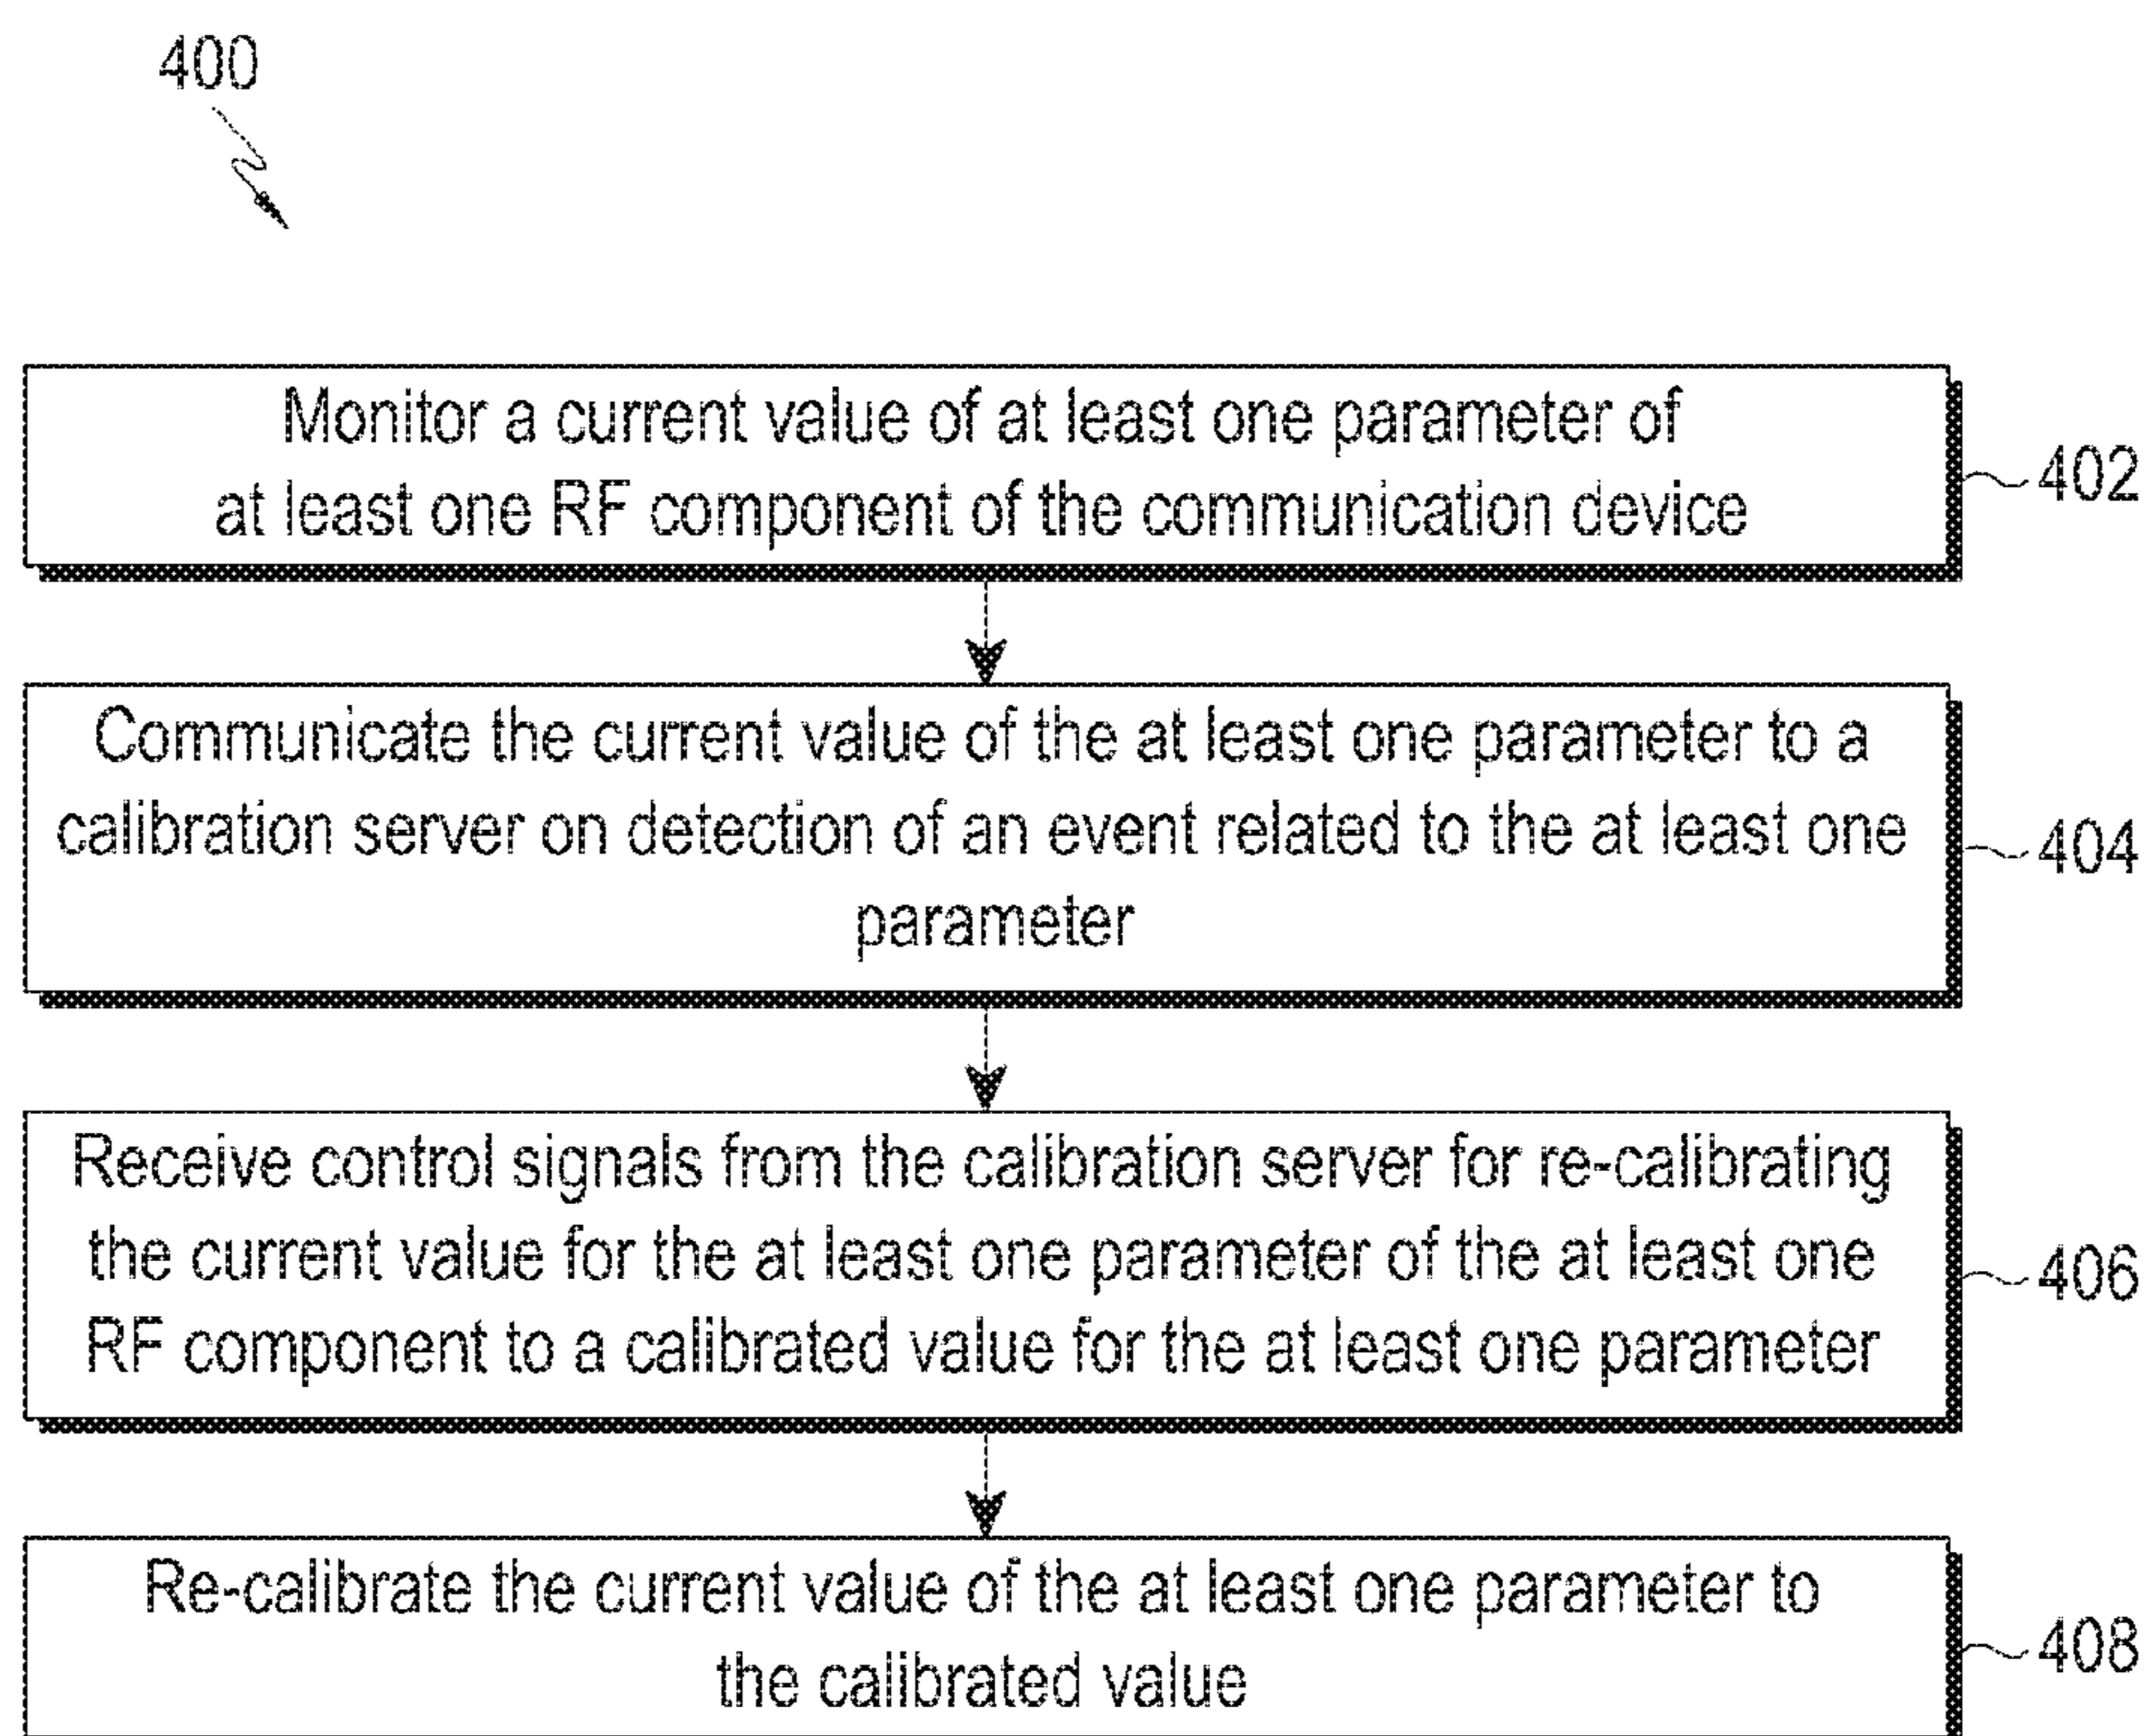 400
Monitor a current value of at least one parameter of
at least one RF component of the communication device
402
Communicate the current value of the at least one parameter to a
calibration server on detection of an event related to the at least one
parameter
404
Receive control signals from the calibration server for re-calibrating
the current value for the at least one parameter of the at least one
RF component to a calibrated value for the at least one parameter
406
Re-calibrate the current value of the at least one parameter to
the calibrated value
408